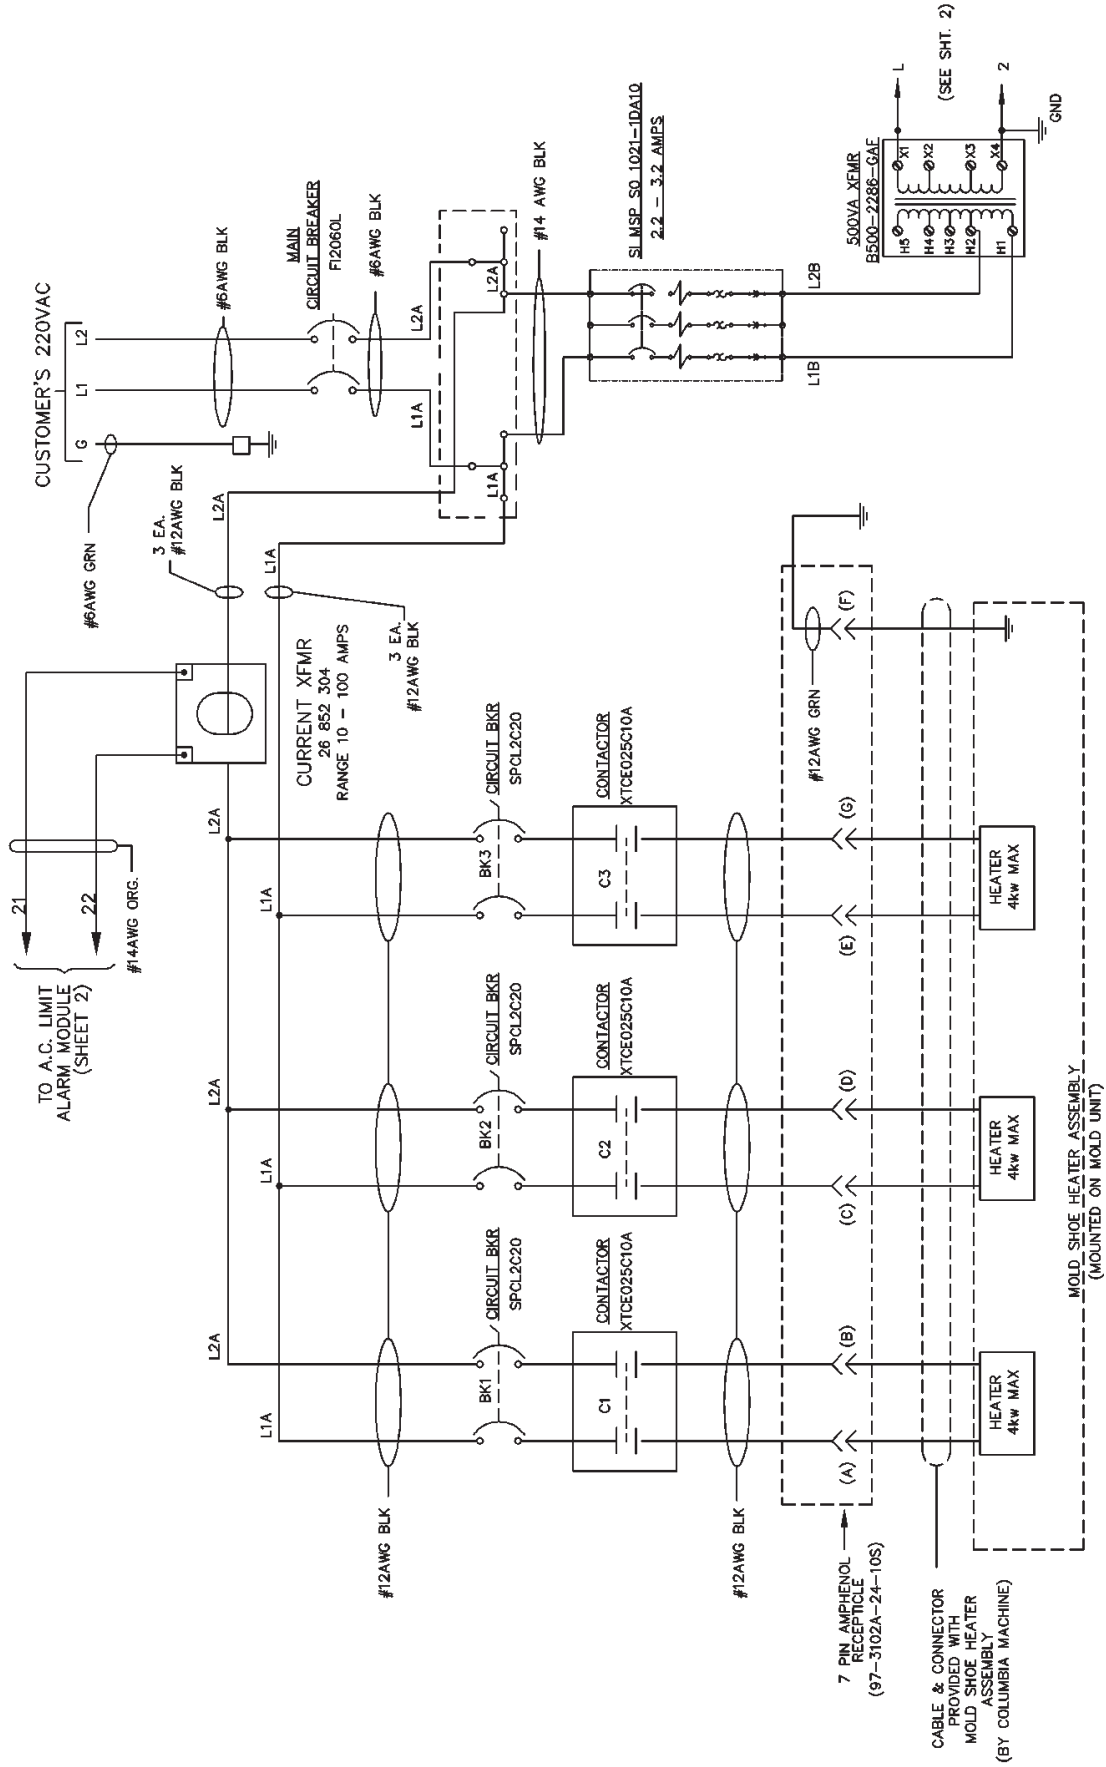 CUSTOMER'S 220VAC
G
L1
L2
#6AWG GRN
#6AWG BLK
MAIN
CIRCUIT BREAKER
FI2060L
#6AWG BLK
L1A
L2A
L1A
L2A
#14 AWG BLK
SI MSP SO 1021-1DA10
2.2 - 3.2 AMPS
L1B
L2B
500VA XFMR
B500-2286-GAF
H5
H4
H3
H2
H1
X1
X2
X3
X4
L
2
(SEE SHT. 2)
GND
3 EA.
#12AWG BLK
L2A
L1A
3 EA.
#12AWG BLK
CURRENT XFMR
26 852 304
RANGE 10 - 100 AMPS
21
22
#14AWG ORG.
TO A.C. LIMIT
ALARM MODULE
(SHEET 2)
L1A
L2A
L1A
L2A
L1A
L2A
#12AWG BLK
BK1
CIRCUIT BKR
SPCL2C20
BK2
CIRCUIT BKR
SPCL2C20
BK3
CIRCUIT BKR
SPCL2C20
C1
CONTACTOR
XTCE025C10A
C2
CONTACTOR
XTCE025C10A
C3
CONTACTOR
XTCE025C10A
#12AWG BLK
7 PIN AMPHENOL
RECEPTICLE
(97-3102A-24-10S)
(A)
(B)
(C)
(D)
(E)
(G)
(F)
#12AWG GRN
CABLE & CONNECTOR
PROVIDED WITH
MOLD SHOE HEATER
ASSEMBLY
(BY COLUMBIA MACHINE)
HEATER
4kw MAX
HEATER
4kw MAX
HEATER
4kw MAX
MOLD SHOE HEATER ASSEMBLY
(MOUNTED ON MOLD UNIT)